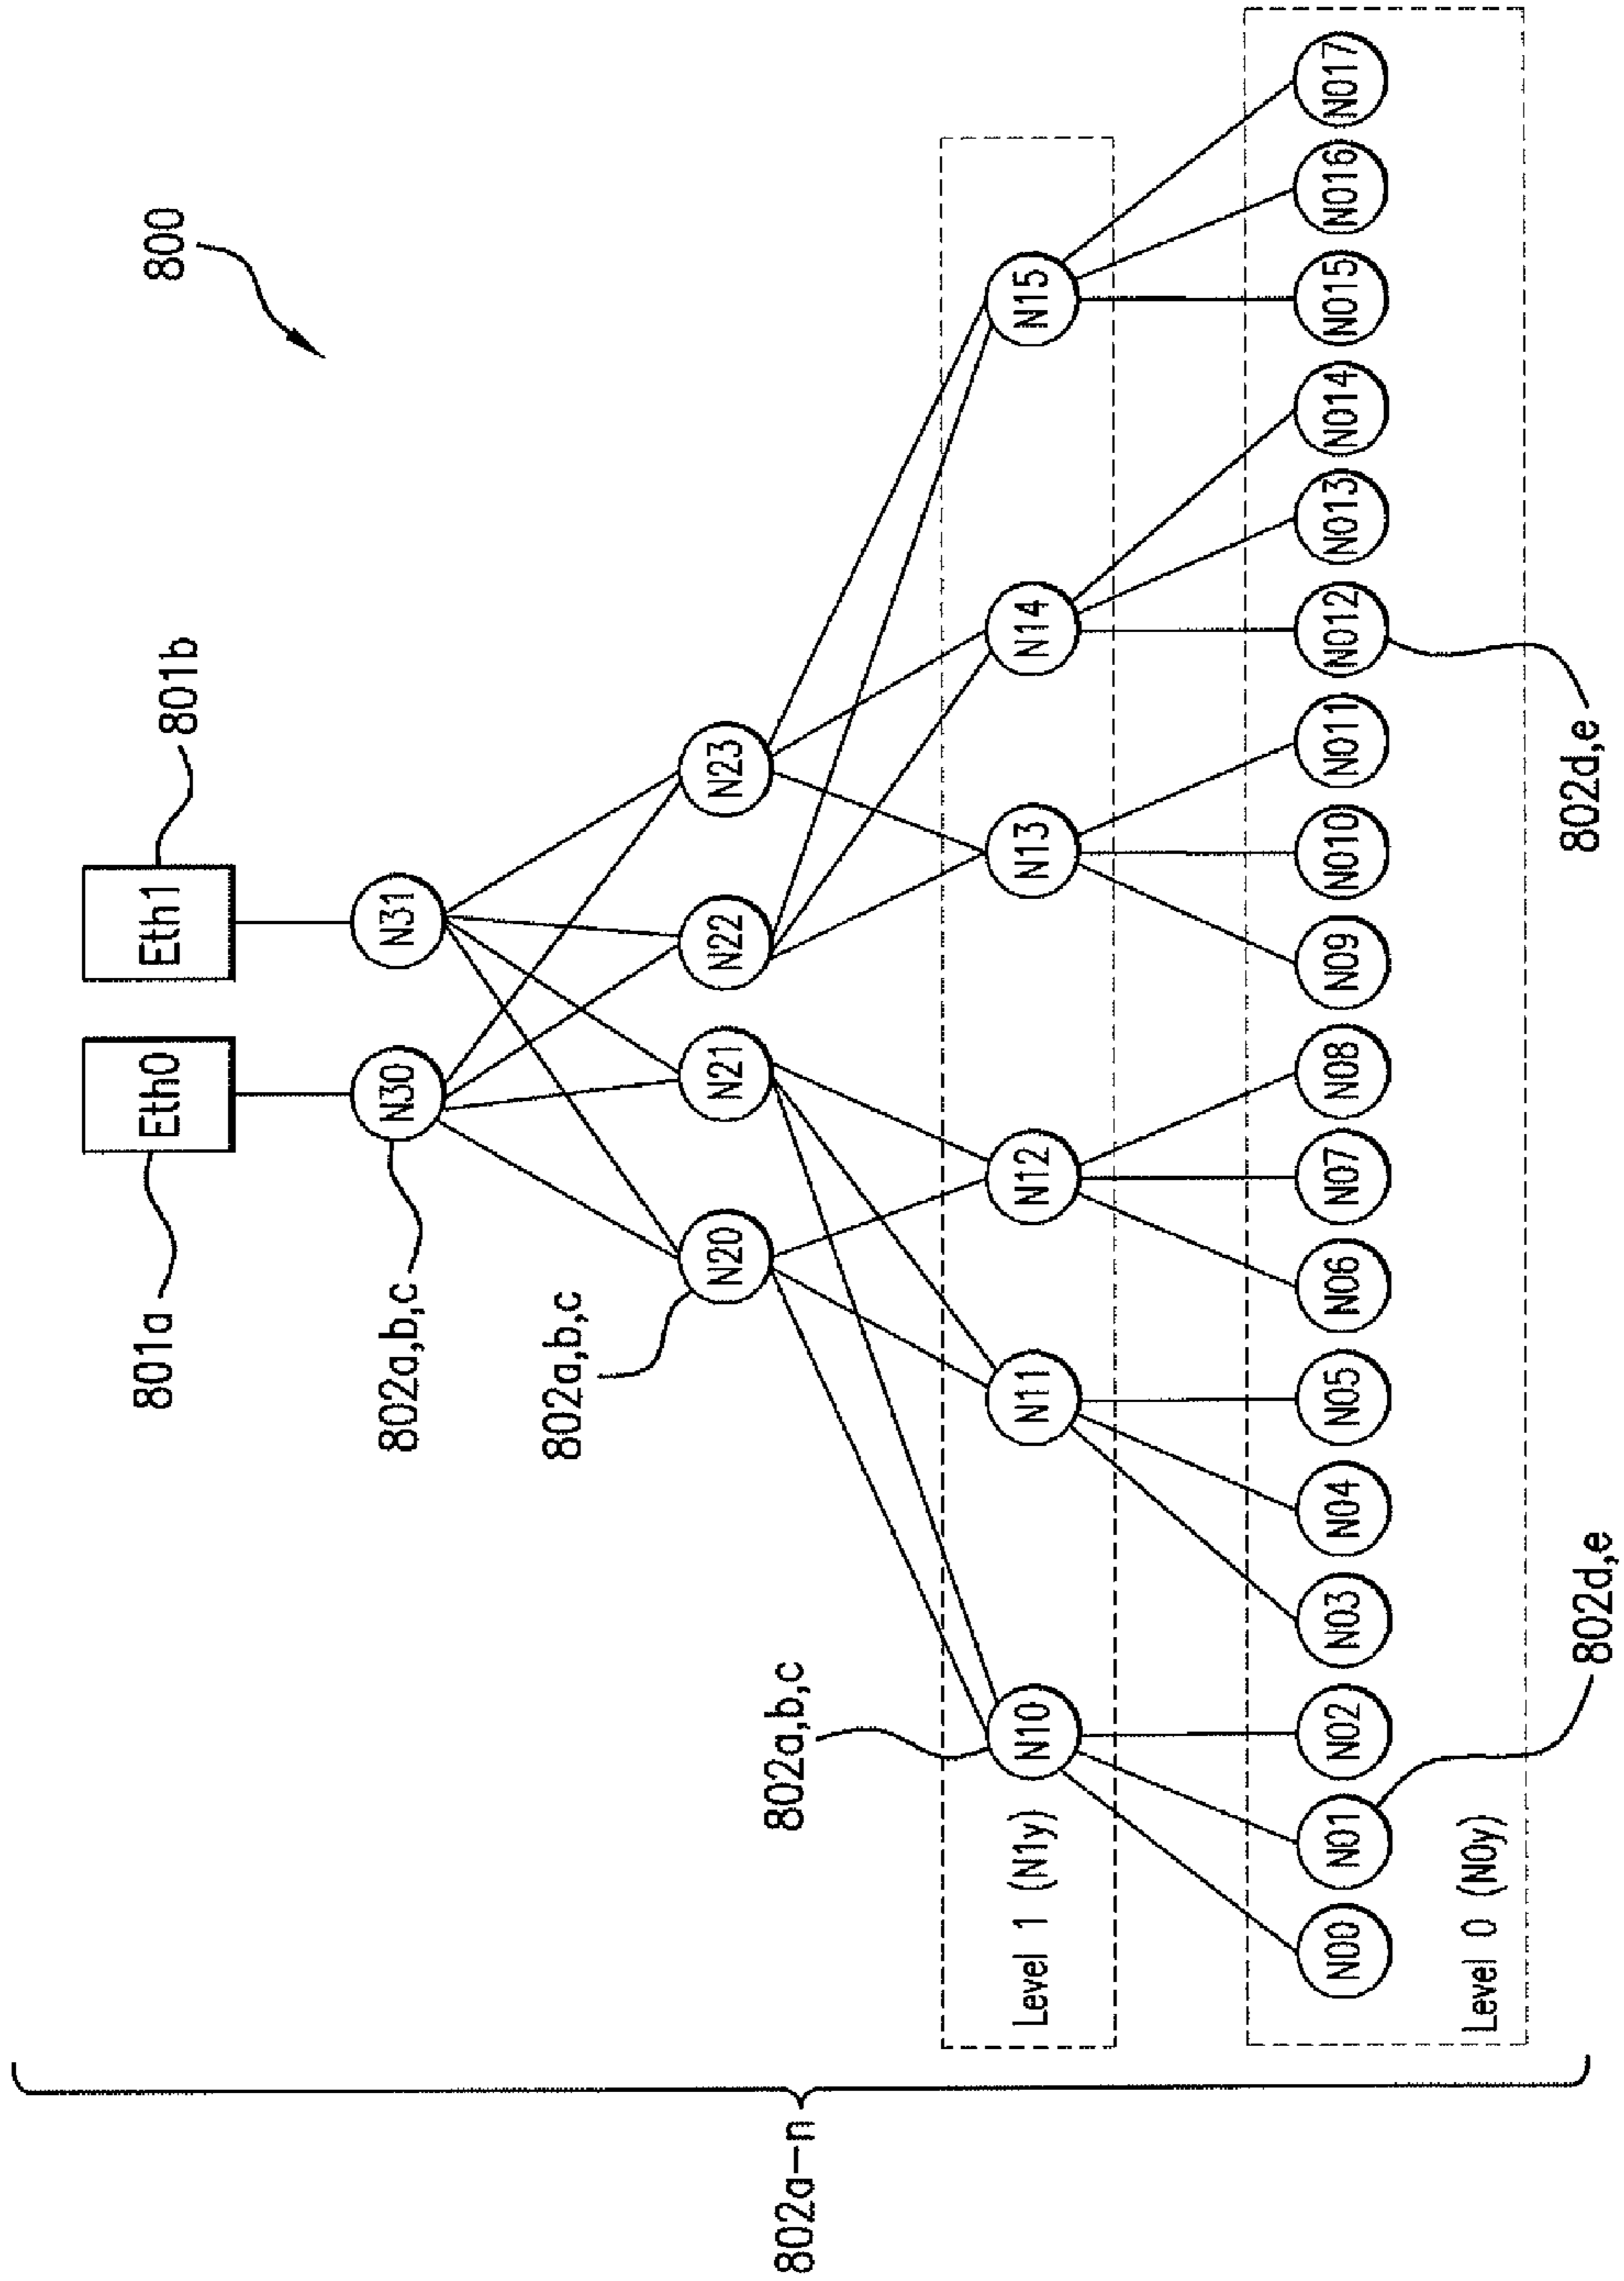 800
801a
Eth0
Eth1
801b
802a,b,c
N30
N31
802a,b,c
N20
N21
N22
N23
802a,b,c
Level 1 (N1y)
N10
N11
N12
N13
N14
N15
N00
N01
N02
N03
N04
N05
N06
N07
N08
N09
N010
N011
N012
N013
N014
N015
N016
N017
Level 0 (N0y)
802d,e
802d,e
802a-n